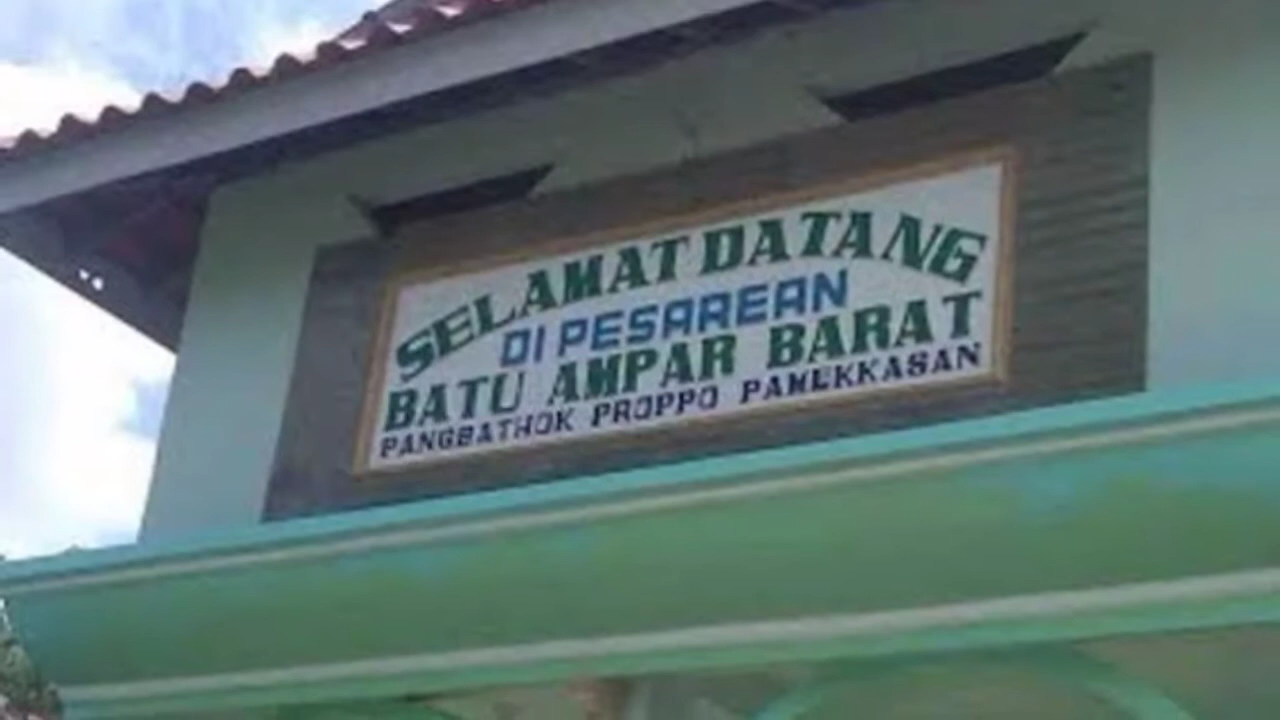 SELAMAT DATANG
DI PESAREAN
BATU AMPAR BARAT
PANGBATHOK PROPPO PAMEKKASAN